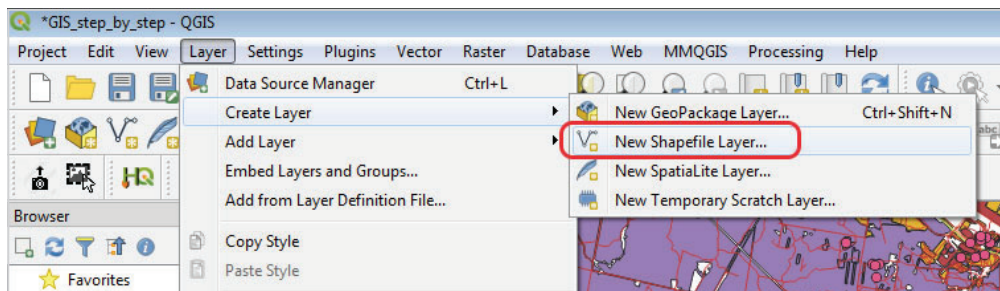 *GIS_step_by_step - QGIS
Project Edit View Layer Settings Plugins Vector Raster Database Web MMQGIS Processing Help
Data Source Manager Ctrl+L
Create Layer
New GeoPackage Layer... Ctrl+Shift+N
Add Layer
New Shapefile Layer...
abc
Embed Layers and Groups...
New SpatiaLite Layer...
Add from Layer Definition File...
New Temporary Scratch Layer...
Browser
Copy Style
Favorites
Paste Style